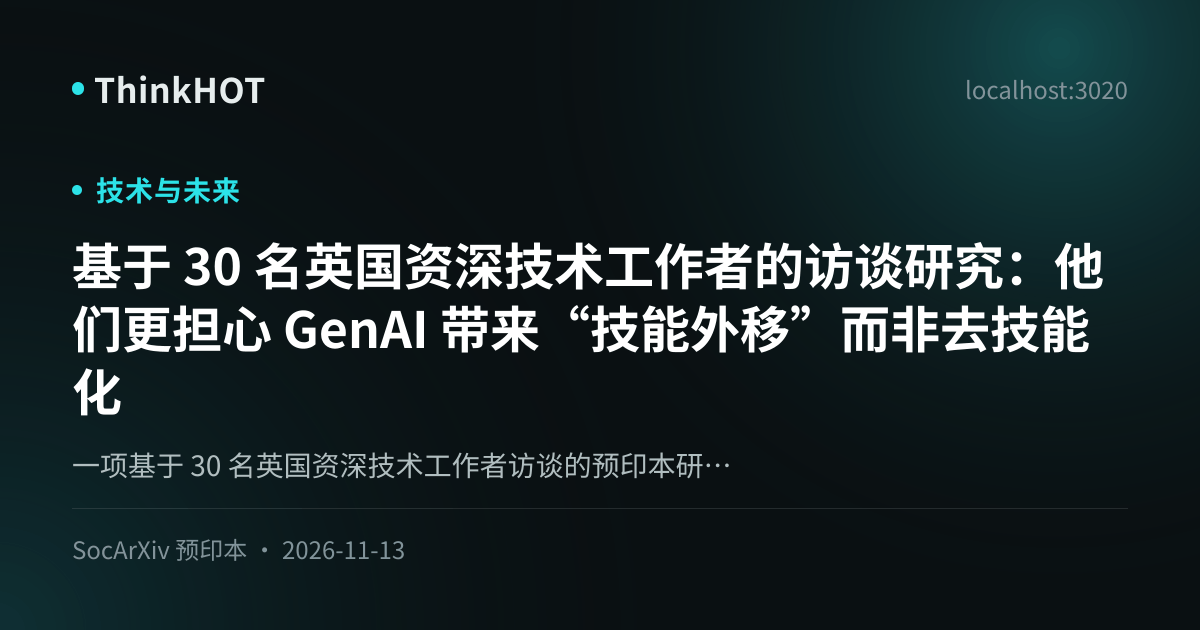 ThinkHOT
localhost:3020
技术与未来
基于 30 名英国资深技术工作者的访谈研究：他
们更担心 GenAI 带来“技能外移”而非去技能
化
一项基于 30 名英国资深技术工作者访谈的预印本研…
SocArXiv 预印本 · 2026-11-13